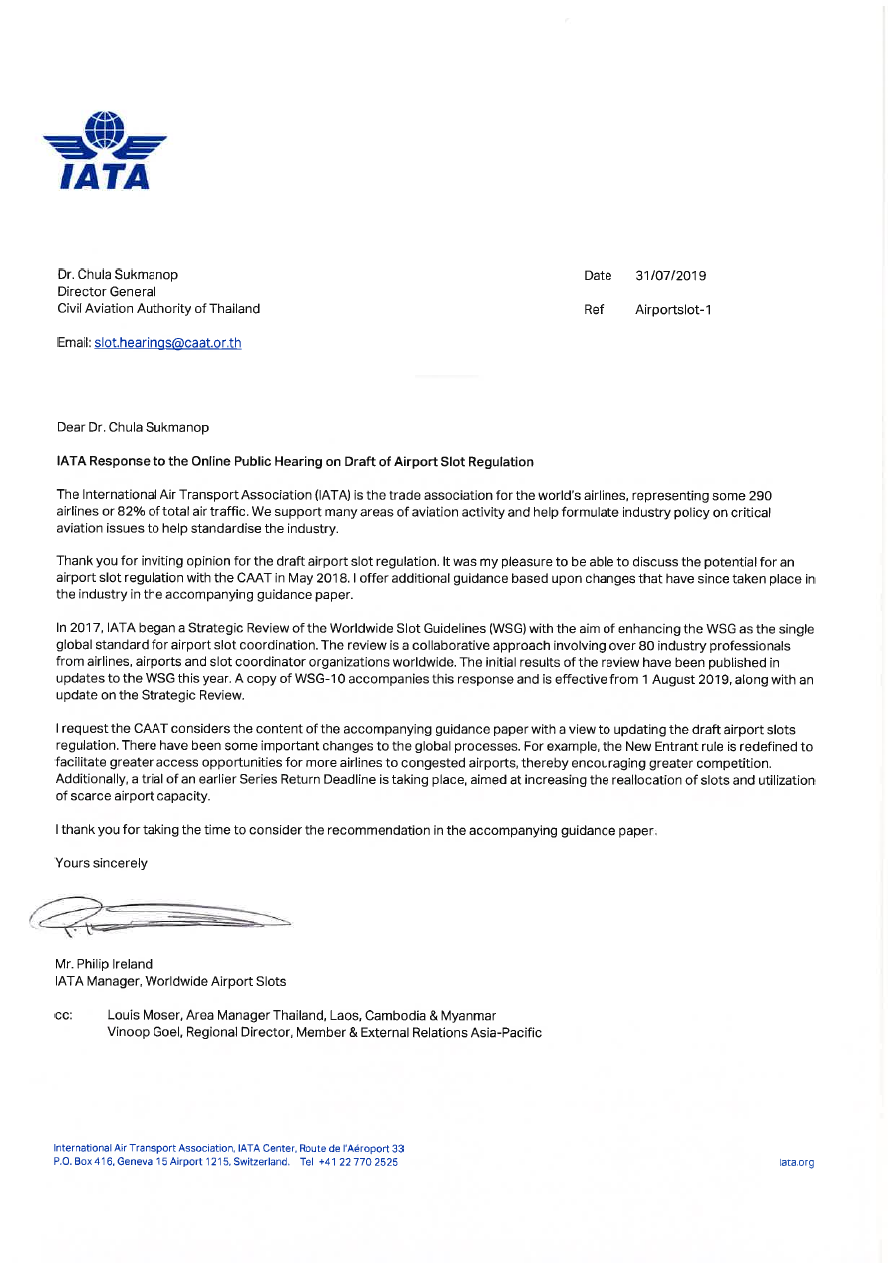 IATA
Dr. Chula Sukmanop
Director General
Civil Aviation Authority of Thailand
Date 31/07/2019
Ref Airportslot-1
Email: slot.hearings@caat.or.th
Dear Dr. Chula Sukmanop
IATA Response to the Online Public Hearing on Draft of Airport Slot Regulation
The International Air Transport Association (IATA) is the trade association for the world's airlines, representing some 290
airlines or 82% of total air traffic. We support many areas of aviation activity and help formulate industry policy on critical
aviation issues to help standardise the industry.
Thank you for inviting opinion for the draft airport slot regulation. It was my pleasure to be able to discuss the potential for an
airport slot regulation with the CAAT in May 2018. I offer additional guidance based upon changes that have since taken place in
the industry in the accompanying guidance paper.
In 2017, IATA began a Strategic Review of the Worldwide Slot Guidelines (WSG) with the aim of enhancing the WSG as the single
global standard for airport slot coordination. The review is a collaborative approach involving over 80 industry professionals
from airlines, airports and slot coordinator organizations worldwide. The initial results of the review have been published in
updates to the WSG this year. A copy of WSG-10 accompanies this response and is effective from 1 August 2019, along with an
update on the Strategic Review.
I request the CAAT considers the content of the accompanying guidance paper with a view to updating the draft airport slots
regulation. There have been some important changes to the global processes. For example, the New Entrant rule is redefined to
facilitate greater access opportunities for more airlines to congested airports, thereby encouraging greater competition.
Additionally, a trial of an earlier Series Return Deadline is taking place, aimed at increasing the reallocation of slots and utilization
of scarce airport capacity.
I thank you for taking the time to consider the recommendation in the accompanying guidance paper.
Yours sincerely
Mr. Philip Ireland
IATA Manager, Worldwide Airport Slots
cc: Louis Moser, Area Manager Thailand, Laos, Cambodia & Myanmar
Vinoop Goel, Regional Director, Member & External Relations Asia-Pacific
International Air Transport Association, IATA Center, Route de l'Aéroport 33
P.O. Box 416, Geneva 15 Airport 1215, Switzerland. Tel +41 22 770 2525
iata.org